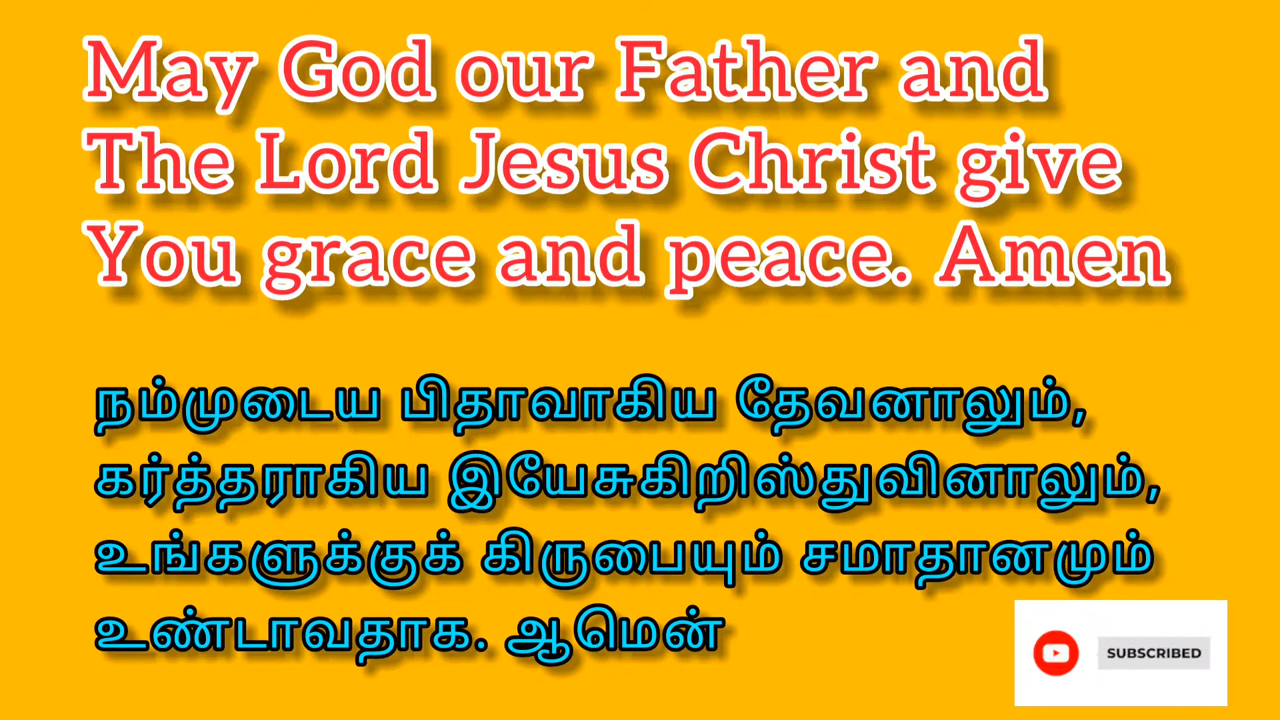 May God our Father and
The Lord Jesus Christ give
You grace and peace. Amen
நம்முடைய பிதாவாகிய தேவனாலும்,
கர்த்தராகிய இயேசுகிறிஸ்துவினாலும்,
உங்களுக்குக் கிருபையும் சமாதானமும்
உண்டாவதாக. ஆமென்
SUBSCRIBED